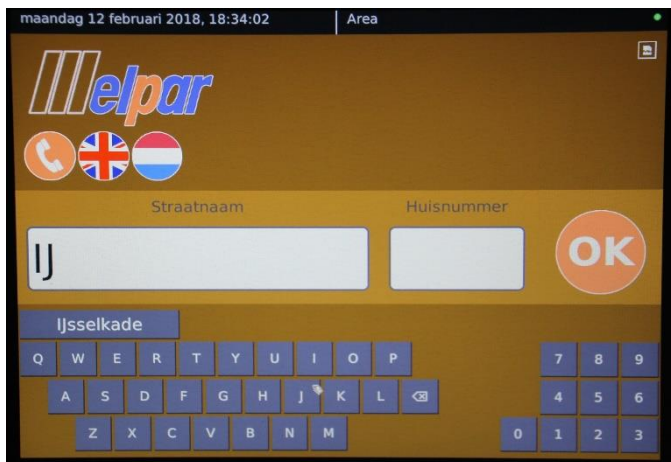 maandag 12 februari 2018, 18:34:02 Area
Melpar
Straatnaam Huisnummer
IJ
OK
IJsselkade
Q W E R T Y U I O P 7 8 9
A S D F G H J K L 4 5 6
Z X C V B N M 0 1 2 3